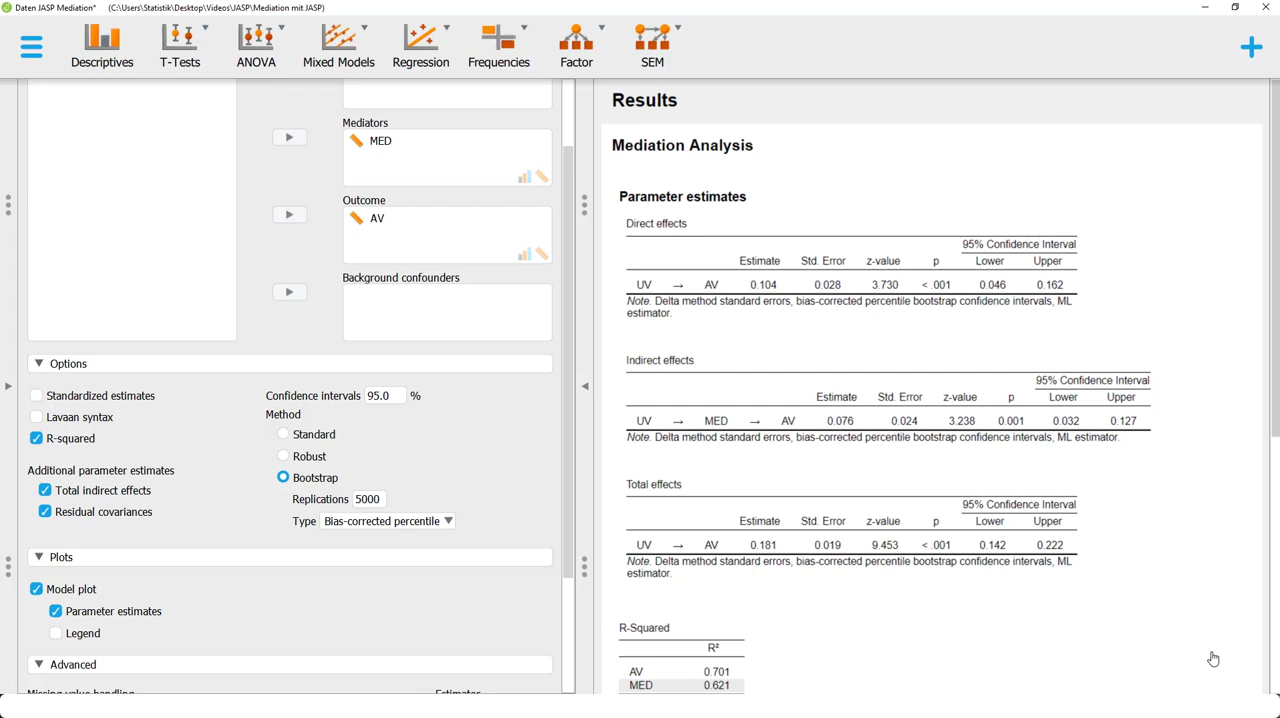 Daten JASP Mediation* (C:\Users\Statistik\Desktop\Videos\JASP\Mediation mit JASP)
Descriptives T-Tests ANOVA Mixed Models Regression Frequencies Factor SEM
Mediators
MED
Outcome
AV
Background confounders
Options
Standardized estimates
Lavaan syntax
R-squared
Additional parameter estimates
Total indirect effects
Residual covariances
Confidence intervals 95.0 %
Method
Standard
Robust
Bootstrap
Replications 5000
Type Bias-corrected percentile
Plots
Model plot
Parameter estimates
Legend
Advanced
Missing value handling Estimator
Results
Mediation Analysis
Parameter estimates
Direct effects
95% Confidence Interval
Estimate Std. Error z-value p Lower Upper
UV → AV 0.104 0.028 3.730 < .001 0.046 0.162
Note. Delta method standard errors, bias-corrected percentile bootstrap confidence intervals, ML
estimator.
Indirect effects
95% Confidence Interval
Estimate Std. Error z-value p Lower Upper
UV → MED → AV 0.076 0.024 3.238 0.001 0.032 0.127
Note. Delta method standard errors, bias-corrected percentile bootstrap confidence intervals, ML estimator.
Total effects
95% Confidence Interval
Estimate Std. Error z-value p Lower Upper
UV → AV 0.181 0.019 9.453 < .001 0.142 0.222
Note. Delta method standard errors, bias-corrected percentile bootstrap confidence intervals, ML
estimator.
R-Squared
R²
AV 0.701
MED 0.621